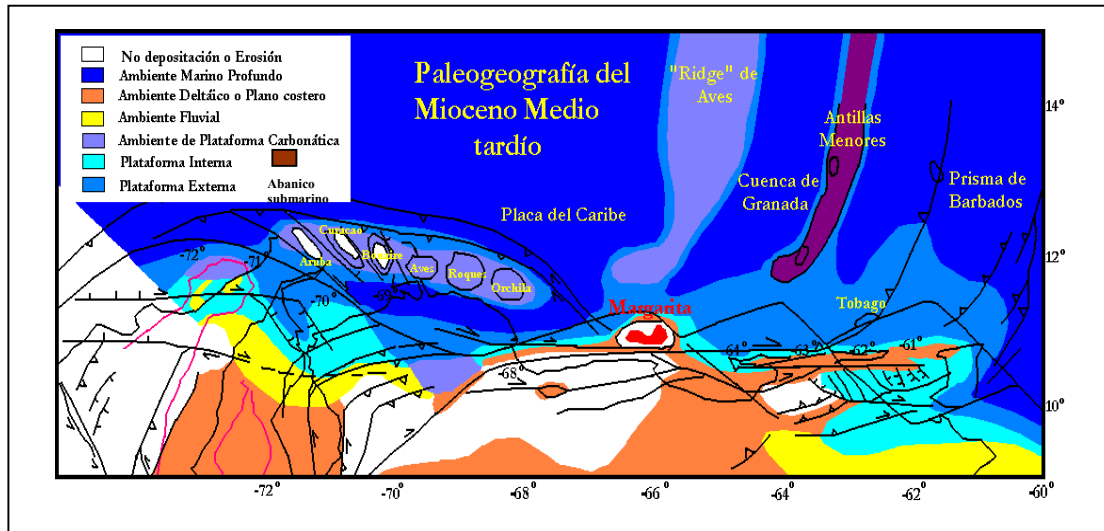 No depositación o Erosión
Ambiente Marino Profundo
Ambiente Deltáico o Plano costero
Ambiente Fluvial
Ambiente de Plataforma Carbonática
Plataforma Interna
Plataforma Externa
Abanico
submarino
Paleogeografía del
Mioceno Medio
tardío
"Ridge" de
Aves
Antillas
Menores
Cuenca de
Granada
Prisma de
Barbados
Placa del Caribe
Curacao
Aruba
Bonaire
Aves
Roques
Orchila
Margarita
Tobago
-72°
-71°
-70°
-69°
-68°
-64°
-63°
-62°
-61°
14°
12°
10°
-72°
-70°
-68°
-66°
-64°
-62°
-60°